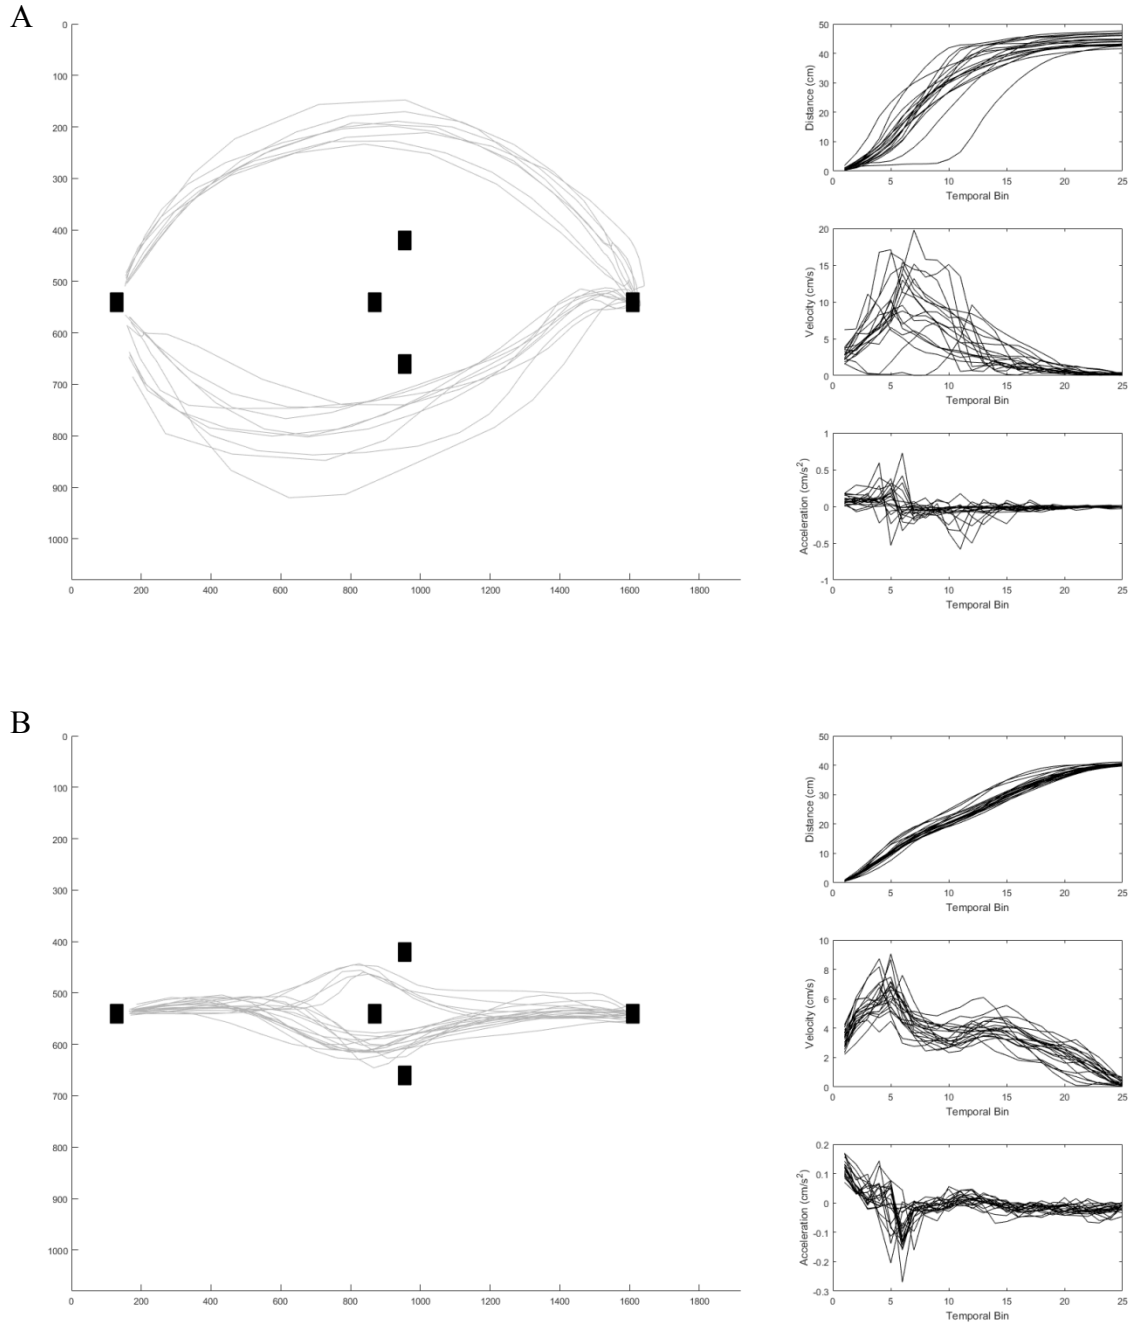 A
0
100
200
300
400
500
600
700
800
900
1000
0 200 400 600 800 1000 1200 1400 1600 1800
50
40
30
20
10
0
Distance (cm)
0 5 10 15 20 25
Temporal Bin
20
15
10
5
0
Velocity (cm/s)
0 5 10 15 20 25
Temporal Bin
1
0.5
0
-0.5
-1
Acceleration (cm/s²)
0 5 10 15 20 25
Temporal Bin
B
0
100
200
300
400
500
600
700
800
900
1000
0 200 400 600 800 1000 1200 1400 1600 1800
50
40
30
20
10
0
Distance (cm)
0 5 10 15 20 25
Temporal Bin
10
8
6
4
2
0
Velocity (cm/s)
0 5 10 15 20 25
Temporal Bin
0.2
0.1
0
-0.1
-0.2
-0.3
Acceleration (cm/s²)
0 5 10 15 20 25
Temporal Bin